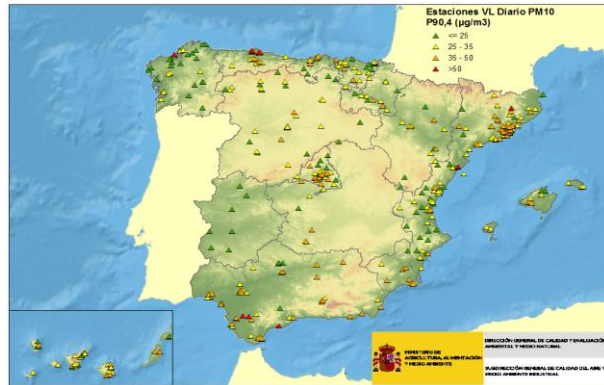 Estaciones VL Diario PM10
P90,4 (µg/m3)
<= 25
25 - 35
35 - 50
>50
MINISTERIO DE
AGRICULTURA, ALIMENTACIÓN
Y MEDIO AMBIENTE
DIRECCIÓN GENERAL DE CALIDAD Y EVALUACIÓN
AMBIENTAL Y MEDIO NATURAL
SUBDIRECCIÓN GENERAL DE CALIDAD DEL AIRE Y
MEDIO AMBIENTE INDUSTRIAL